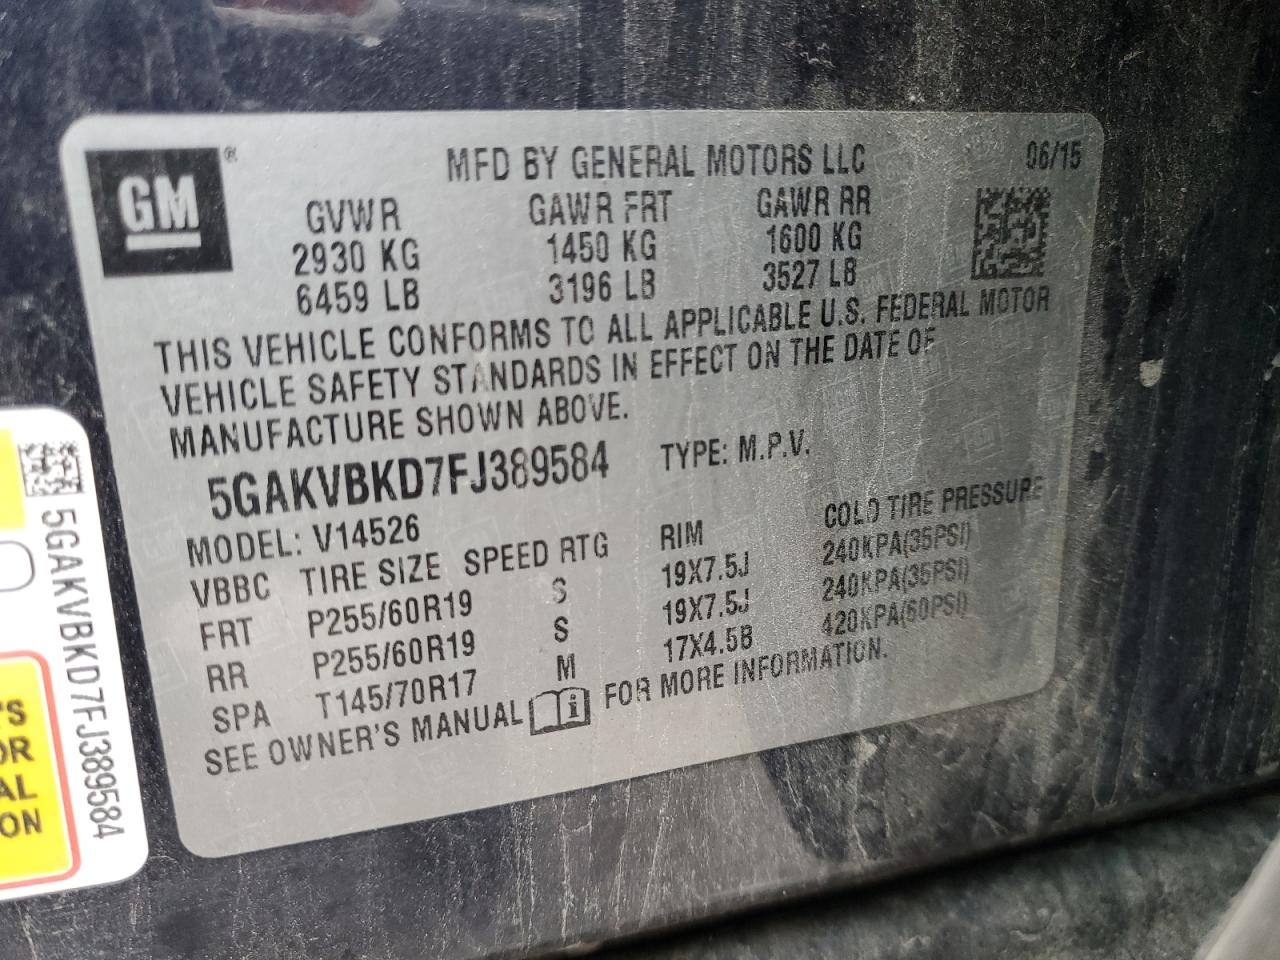 GM ®
MFD BY GENERAL MOTORS LLC 06/15
GVWR GAWR FRT GAWR RR
2930 KG 1450 KG 1600 KG
6459 LB 3196 LB 3527 LB
THIS VEHICLE CONFORMS TO ALL APPLICABLE U.S. FEDERAL MOTOR
VEHICLE SAFETY STANDARDS IN EFFECT ON THE DATE OF
MANUFACTURE SHOWN ABOVE.
5GAKVBKD7FJ389584 TYPE: M.P.V.
MODEL: V14526
VBBC TIRE SIZE SPEED RTG RIM COLD TIRE PRESSURE
FRT P255/60R19 S 19X7.5J 240KPA(35PSI)
RR P255/60R19 S 19X7.5J 240KPA(35PSI)
SPA T145/70R17 M 17X4.5B 420KPA(60PSI)
SEE OWNER'S MANUAL i FOR MORE INFORMATION.
5GAKVBKD7FJ389584
'S
OR
AL
ON